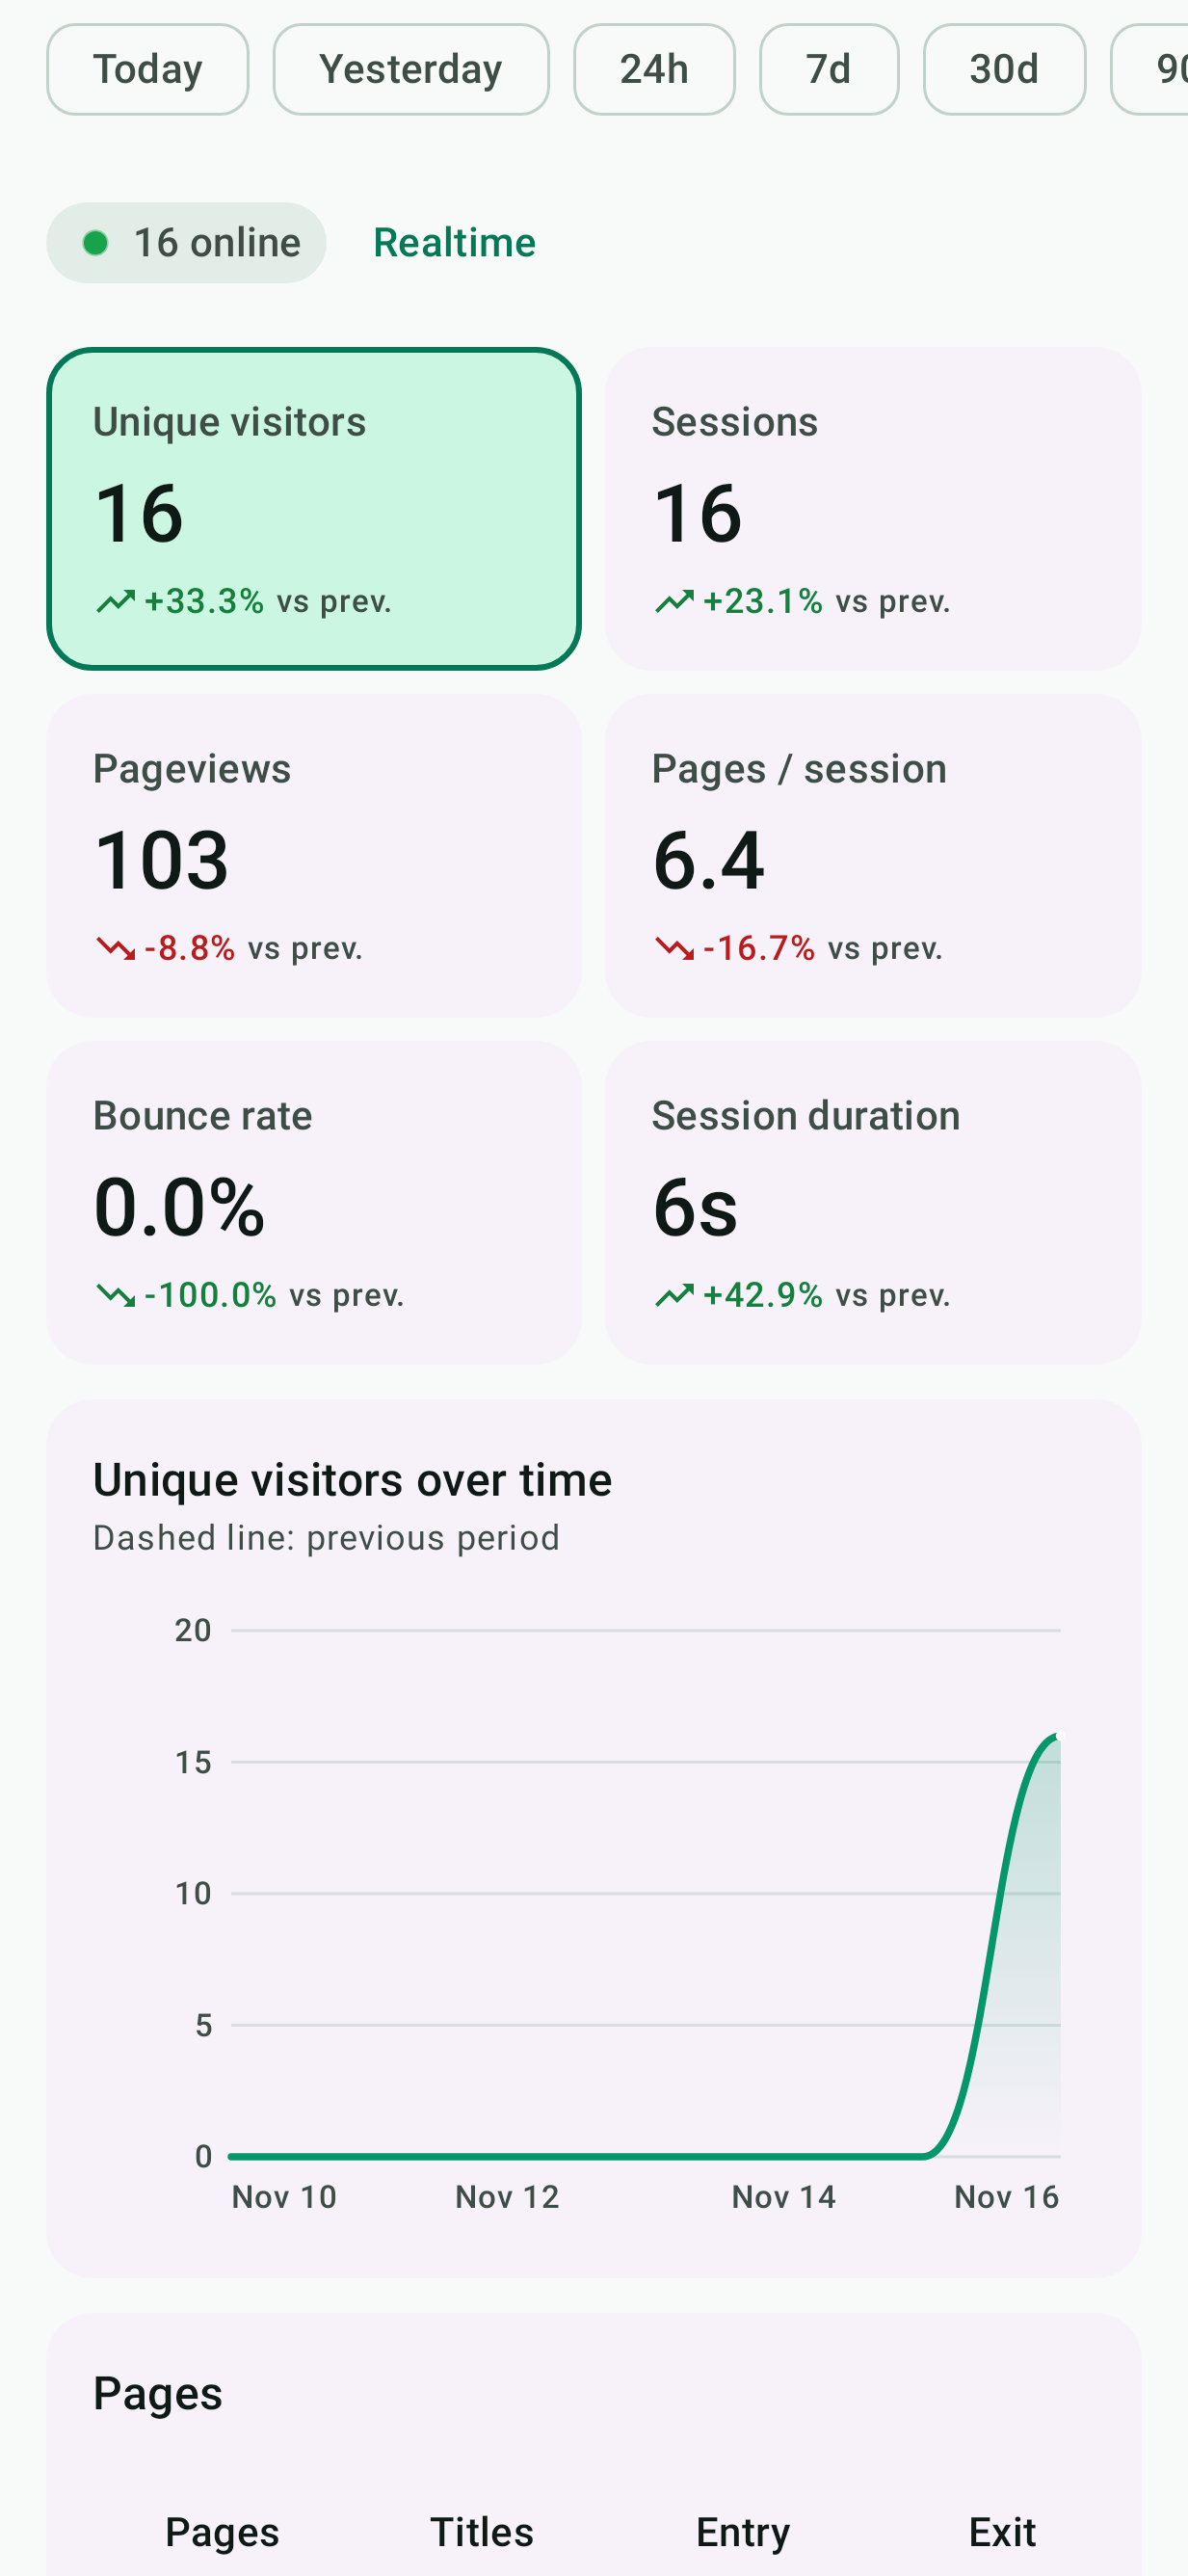 Today Yesterday 24h 7d 30d 90
16 online Realtime
Unique visitors
16
+33.3% vs prev.
Sessions
16
+23.1% vs prev.
Pageviews
103
-8.8% vs prev.
Pages / session
6.4
-16.7% vs prev.
Bounce rate
0.0%
-100.0% vs prev.
Session duration
6s
+42.9% vs prev.
Unique visitors over time
Dashed line: previous period
20
15
10
5
0
Nov 10 Nov 12 Nov 14 Nov 16
Pages
Pages Titles Entry Exit